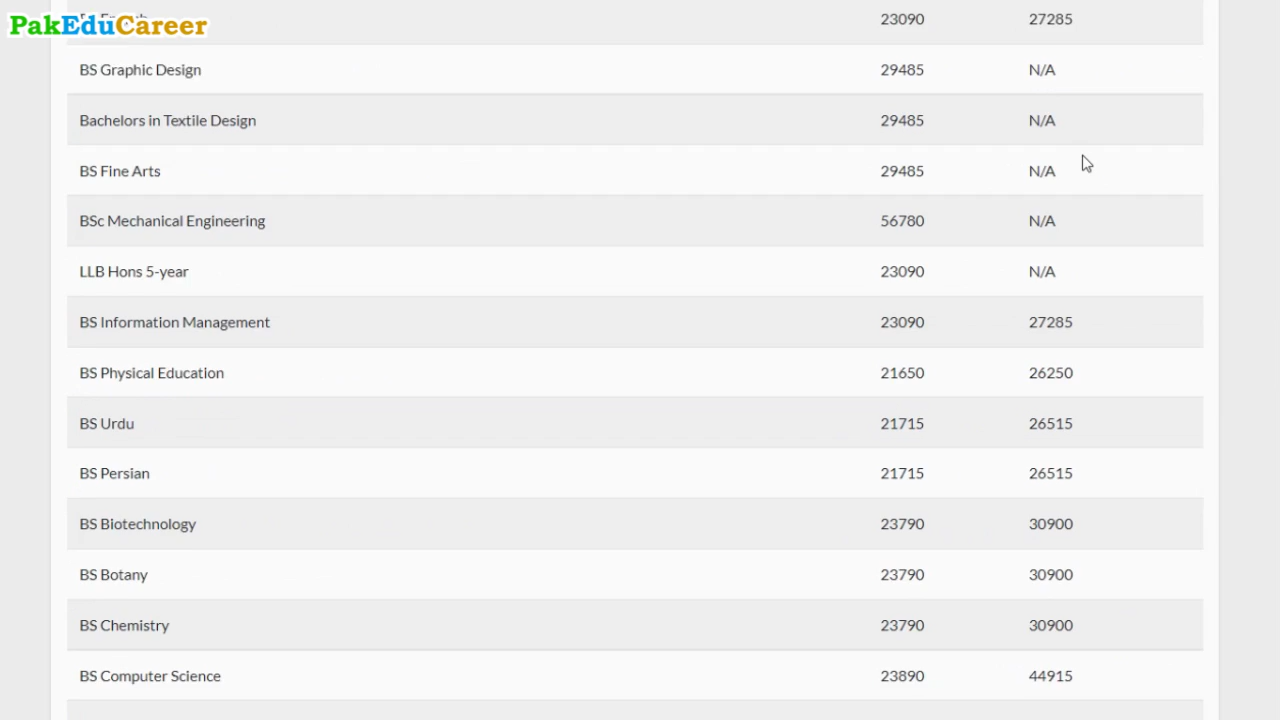 PakEduCareer
23090 27285
BS Graphic Design 29485 N/A
Bachelors in Textile Design 29485 N/A
BS Fine Arts 29485 N/A
BSc Mechanical Engineering 56780 N/A
LLB Hons 5-year 23090 N/A
BS Information Management 23090 27285
BS Physical Education 21650 26250
BS Urdu 21715 26515
BS Persian 21715 26515
BS Biotechnology 23790 30900
BS Botany 23790 30900
BS Chemistry 23790 30900
BS Computer Science 23890 44915